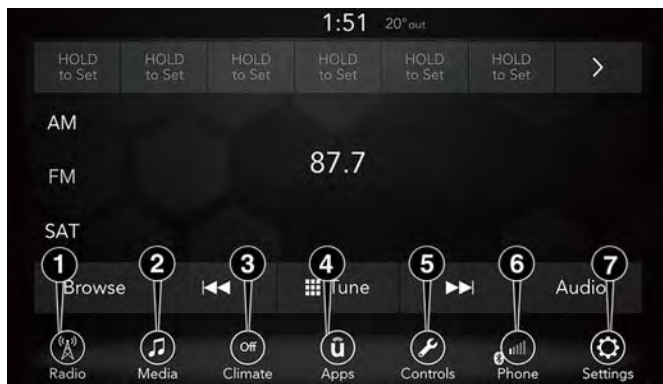 1:51 20° out
HOLD to Set HOLD to Set HOLD to Set HOLD to Set HOLD to Set HOLD to Set >
AM
87.7
FM
SAT
1 2 3 4 5 6 7
Browse Tune Audio
Off ū
Radio Media Climate Apps Controls Phone Settings